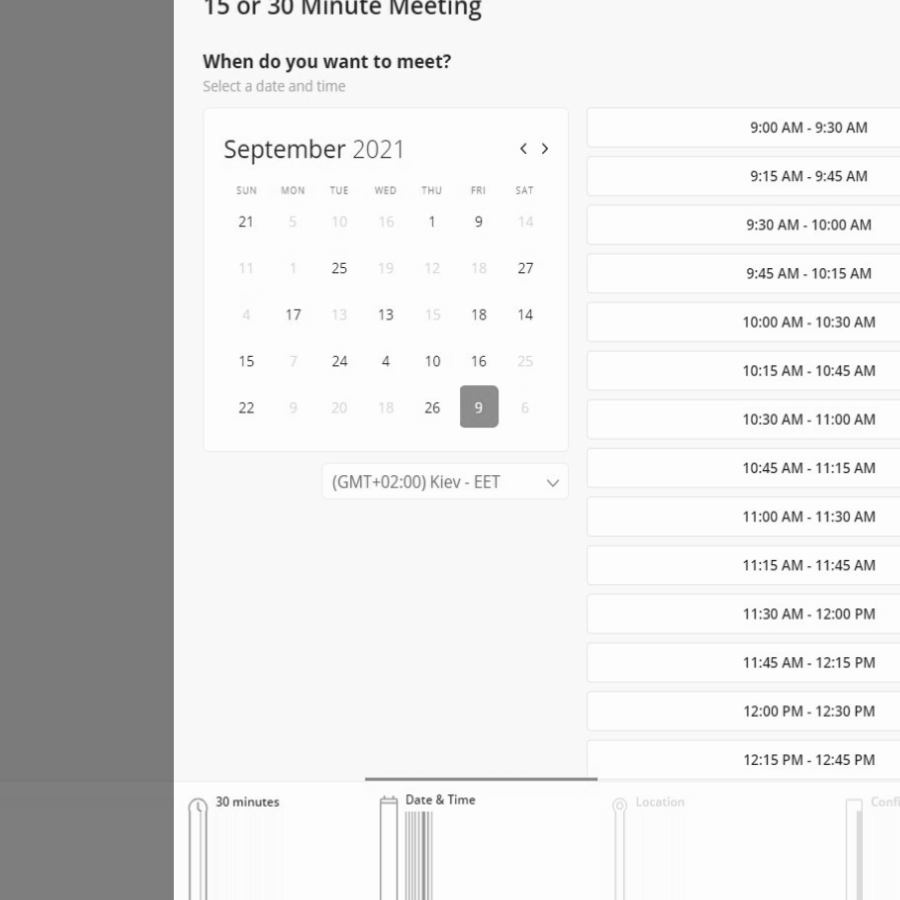 15 or 30 Minute Meeting
When do you want to meet?
Select a date and time
September 2021
SUN MON TUE WED THU FRI SAT
21 5 10 16 1 9 14
11 1 25 19 12 18 27
4 17 13 13 15 18 14
15 7 24 4 10 16 25
22 9 20 18 26 9 6
(GMT+02:00) Kiev - EET
9:00 AM - 9:30 AM
9:15 AM - 9:45 AM
9:30 AM - 10:00 AM
9:45 AM - 10:15 AM
10:00 AM - 10:30 AM
10:15 AM - 10:45 AM
10:30 AM - 11:00 AM
10:45 AM - 11:15 AM
11:00 AM - 11:30 AM
11:15 AM - 11:45 AM
11:30 AM - 12:00 PM
11:45 AM - 12:15 PM
12:00 PM - 12:30 PM
12:15 PM - 12:45 PM
30 minutes
Date & Time
Location
Confi